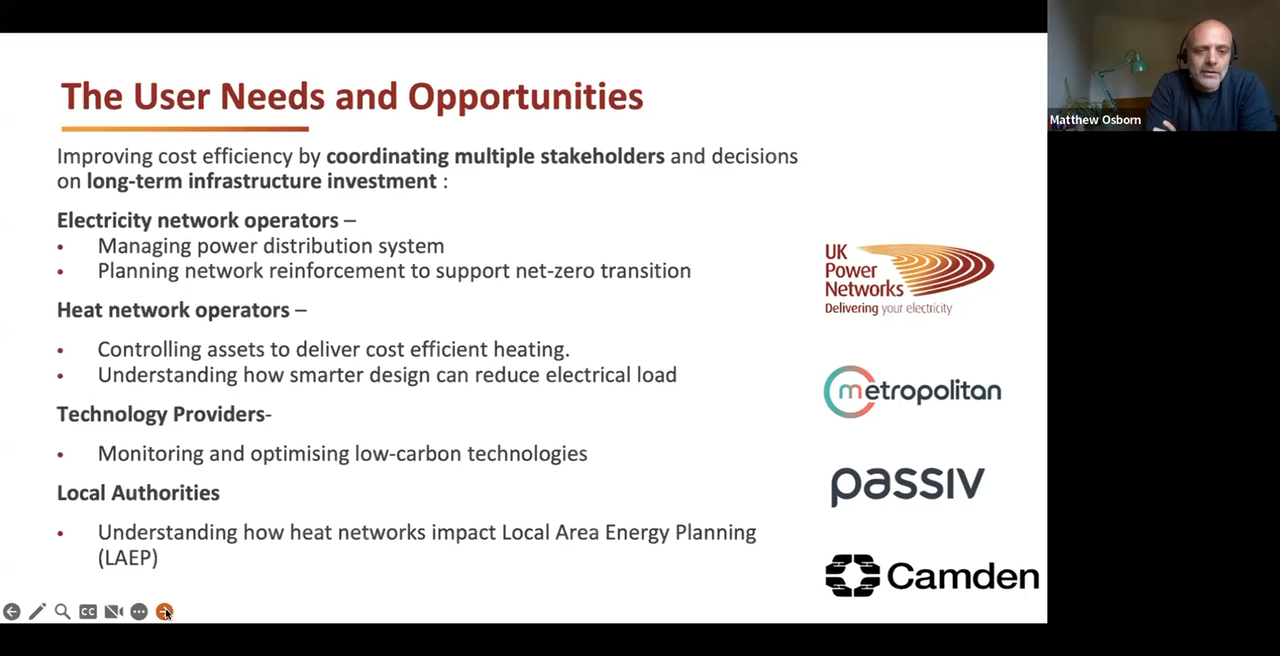 The User Needs and Opportunities
Improving cost efficiency by coordinating multiple stakeholders and decisions
on long-term infrastructure investment :
Electricity network operators –
• Managing power distribution system
• Planning network reinforcement to support net-zero transition
Heat network operators –
• Controlling assets to deliver cost efficient heating.
• Understanding how smarter design can reduce electrical load
Technology Providers-
• Monitoring and optimising low-carbon technologies
Local Authorities
• Understanding how heat networks impact Local Area Energy Planning
(LAEP)
UK
Power
Networks
Delivering your electricity
metropolitan
passiv
Camden
CC
Matthew Osborn